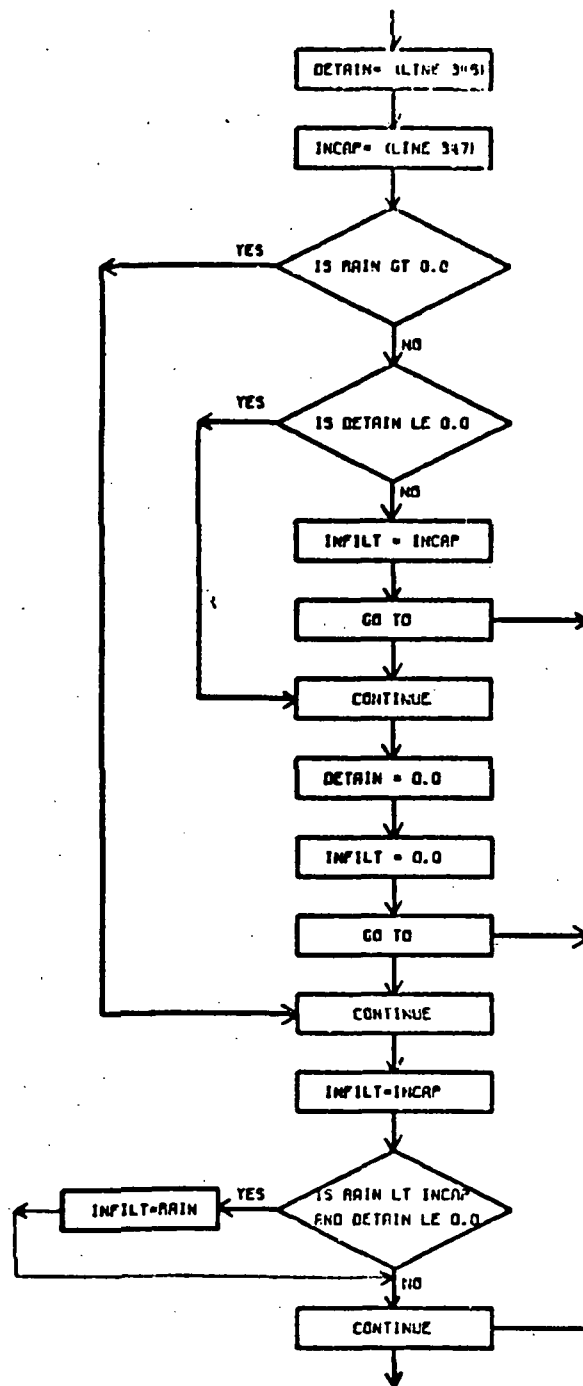 DETAIN= (LINE 345)
INCAP= (LINE 347)
YES
IS RAIN GT 0.0
NO
YES
IS DETAIN LE 0.0
NO
INFILT = INCAP
GO TO
CONTINUE
DETAIN = 0.0
INFILT = 0.0
GO TO
CONTINUE
INFILT=INCAP
INFILT=RAIN
YES
IS RAIN LT INCAP
AND DETAIN LE 0.0
NO
CONTINUE